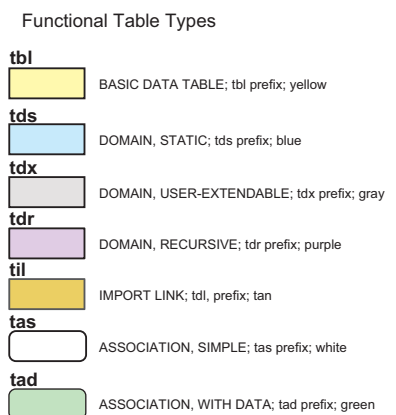 Functional Table Types
tbl
BASIC DATA TABLE; tbl prefix; yellow
tds
DOMAIN, STATIC; tds prefix; blue
tdx
DOMAIN, USER-EXTENDABLE; tdx prefix; gray
tdr
DOMAIN, RECURSIVE; tdr prefix; purple
til
IMPORT LINK; tdl, prefix; tan
tas
ASSOCIATION, SIMPLE; tas prefix; white
tad
ASSOCIATION, WITH DATA; tad prefix; green